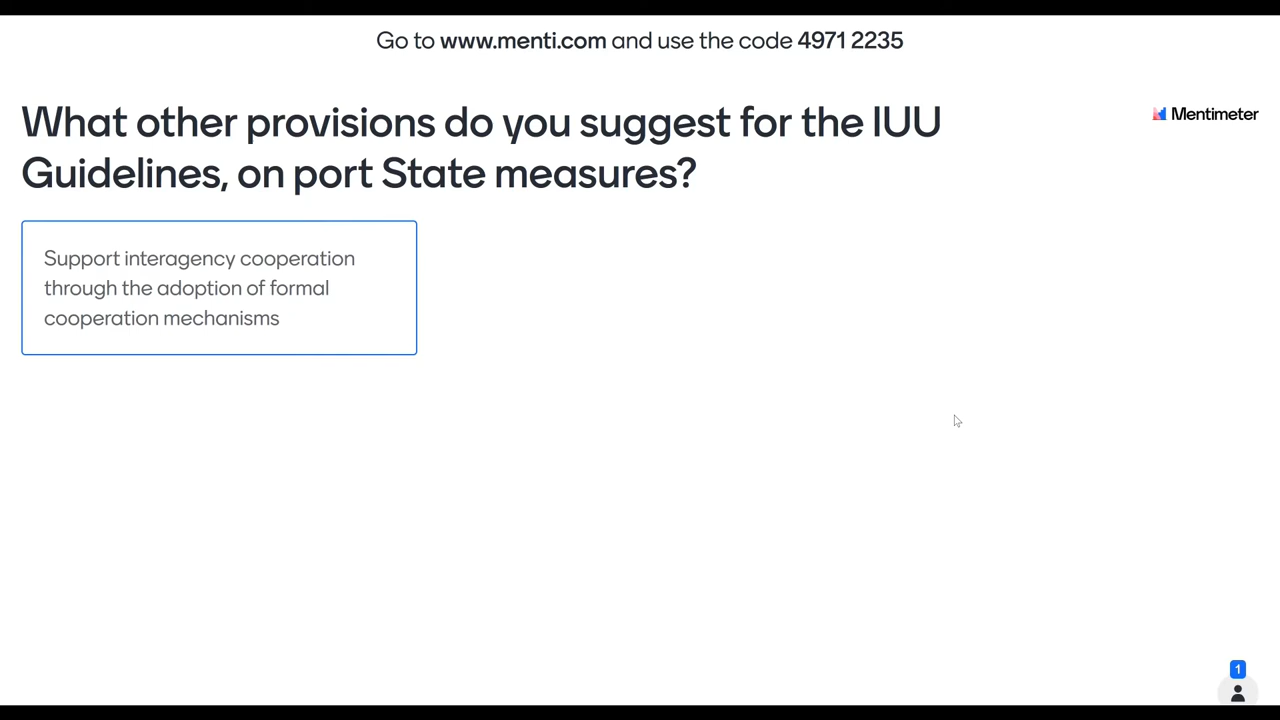 Go to www.menti.com and use the code 4971 2235
What other provisions do you suggest for the IUU
Guidelines, on port State measures?
Mentimeter
Support interagency cooperation
through the adoption of formal
cooperation mechanisms
1